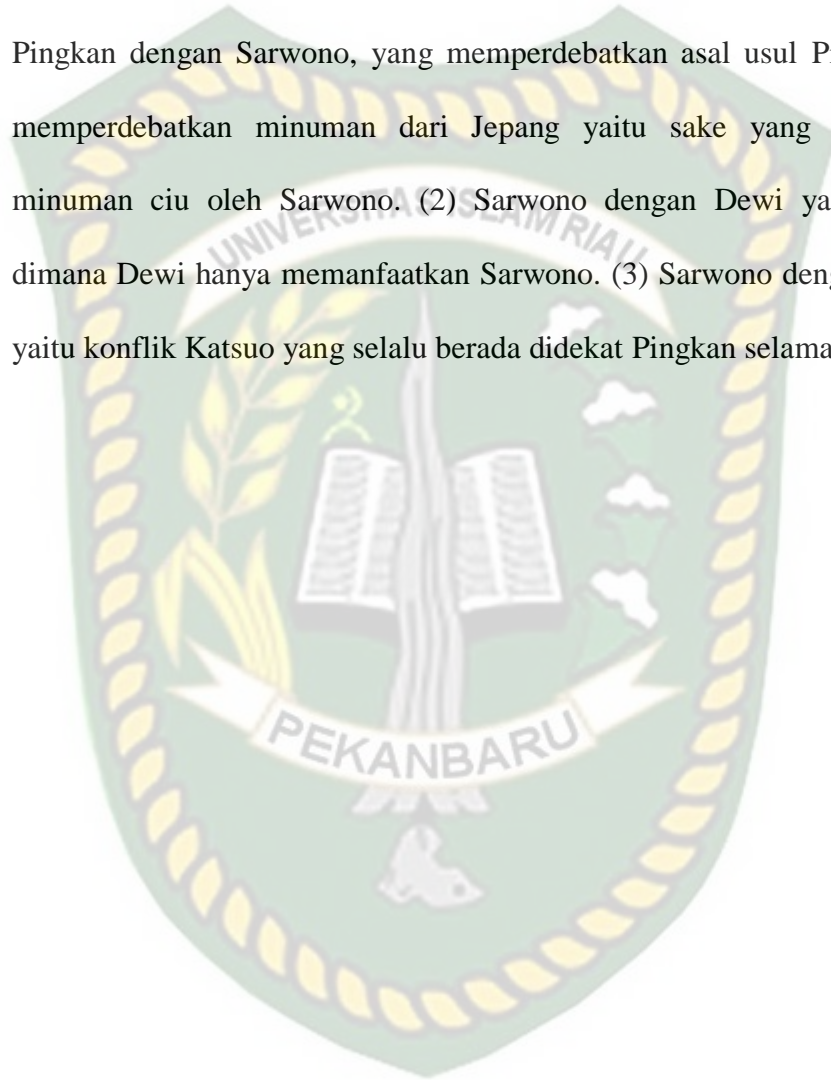 Pingkan dengan Sarwono, yang memperdebatkan asal usul
memperdebatkan minuman dari Jepang yaitu sake yang
minuman ciu oleh Sarwono. (2) Sarwono dengan Dewi
dimana Dewi hanya memanfaatkan Sarwono. (3) Sarwono
yaitu konflik Katsuo yang selalu berada didekat Pingkan selama
UNIVERSITAS ISLAM RIAU
PEKANBARU